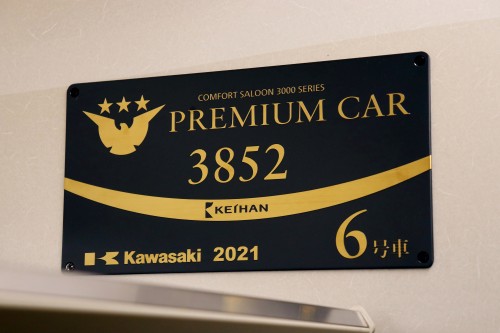 COMFORT SALOON 3000 SERIES
PREMIUM CAR
3852
KEIHAN
Kawasaki 2021
6号車